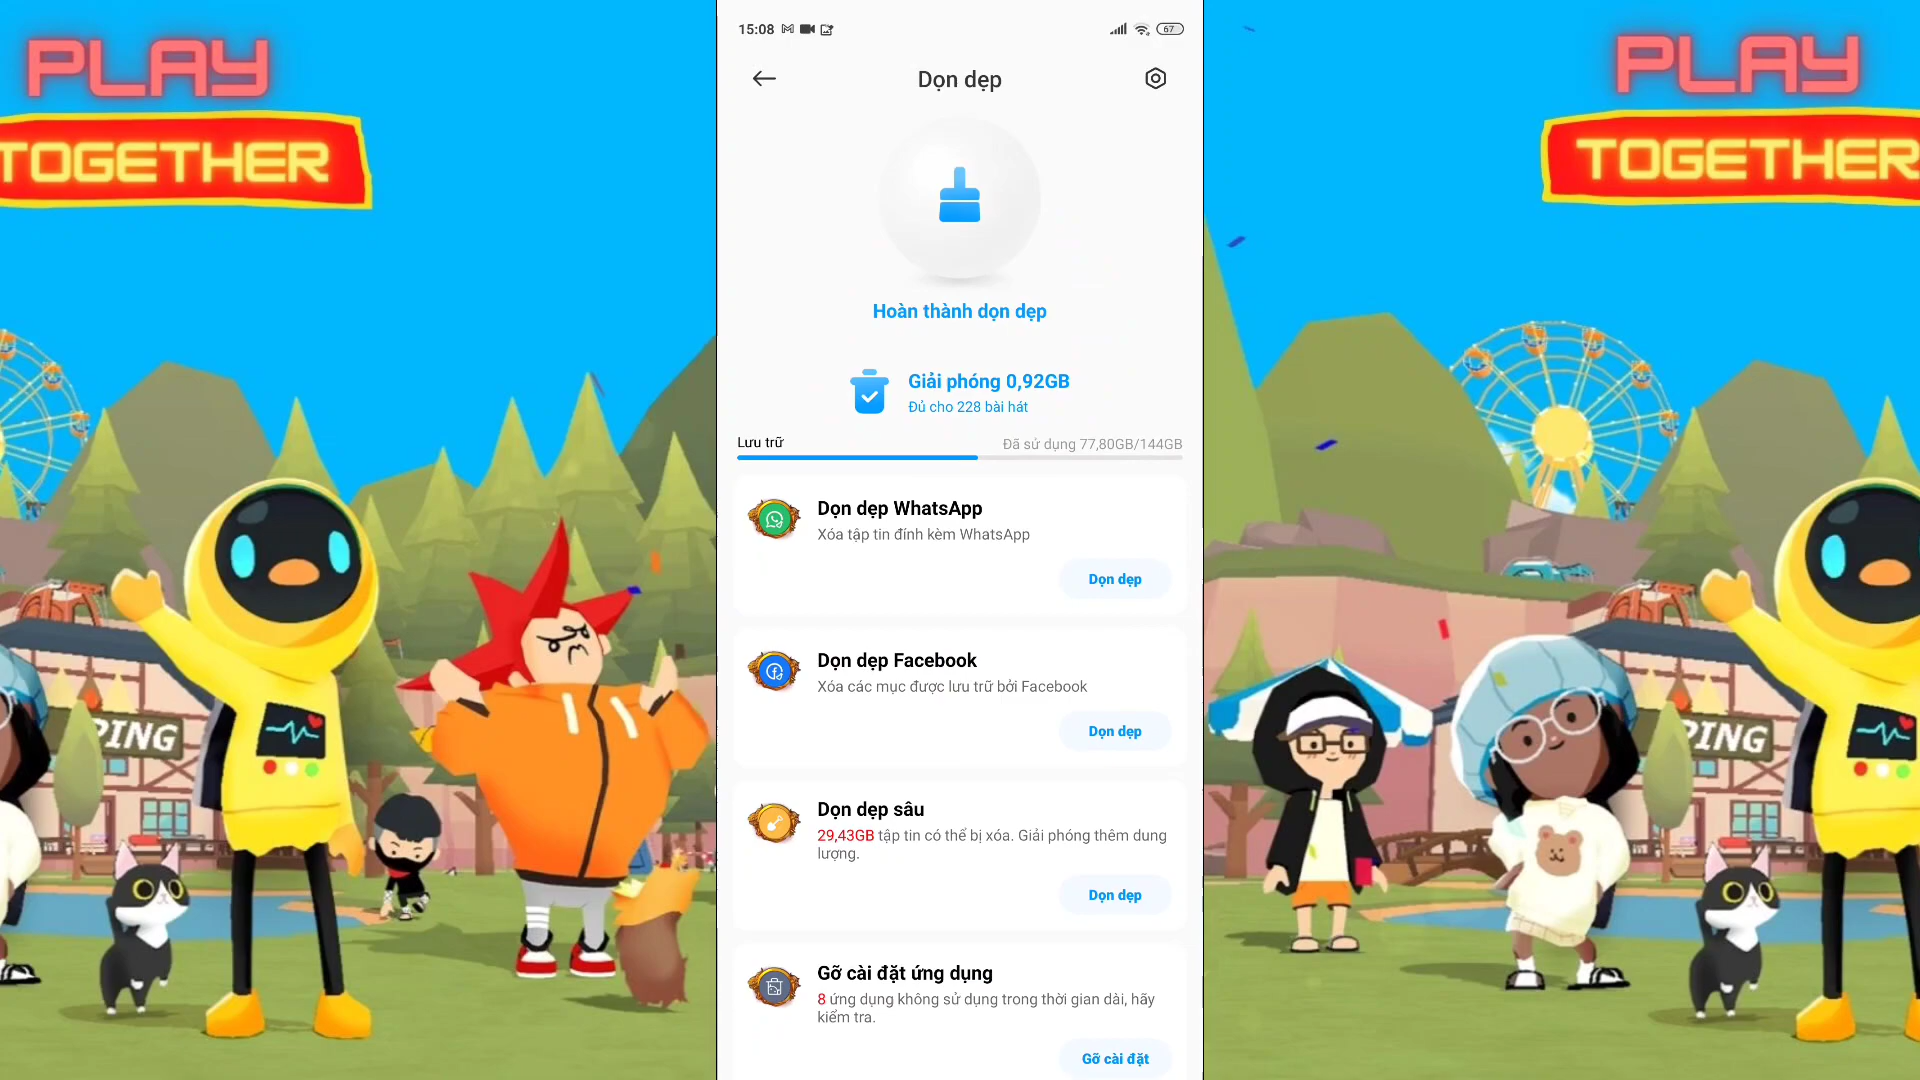 PLAY
TOGETHER
PING
15:08
67
Dọn dẹp
Hoàn thành dọn dẹp
Giải phóng 0,92GB
Đủ cho 228 bài hát
Lưu trữ
Đã sử dụng 77,80GB/144GB
Dọn dẹp WhatsApp
Xóa tập tin đính kèm WhatsApp
Dọn dẹp
Dọn dẹp Facebook
Xóa các mục được lưu trữ bởi Facebook
Dọn dẹp
Dọn dẹp sâu
29,43GB tập tin có thể bị xóa. Giải phóng thêm dung
lượng.
Dọn dẹp
Gỡ cài đặt ứng dụng
8 ứng dụng không sử dụng trong thời gian dài, hãy
kiểm tra.
Gỡ cài đặt
PLAY
TOGETHER
PING